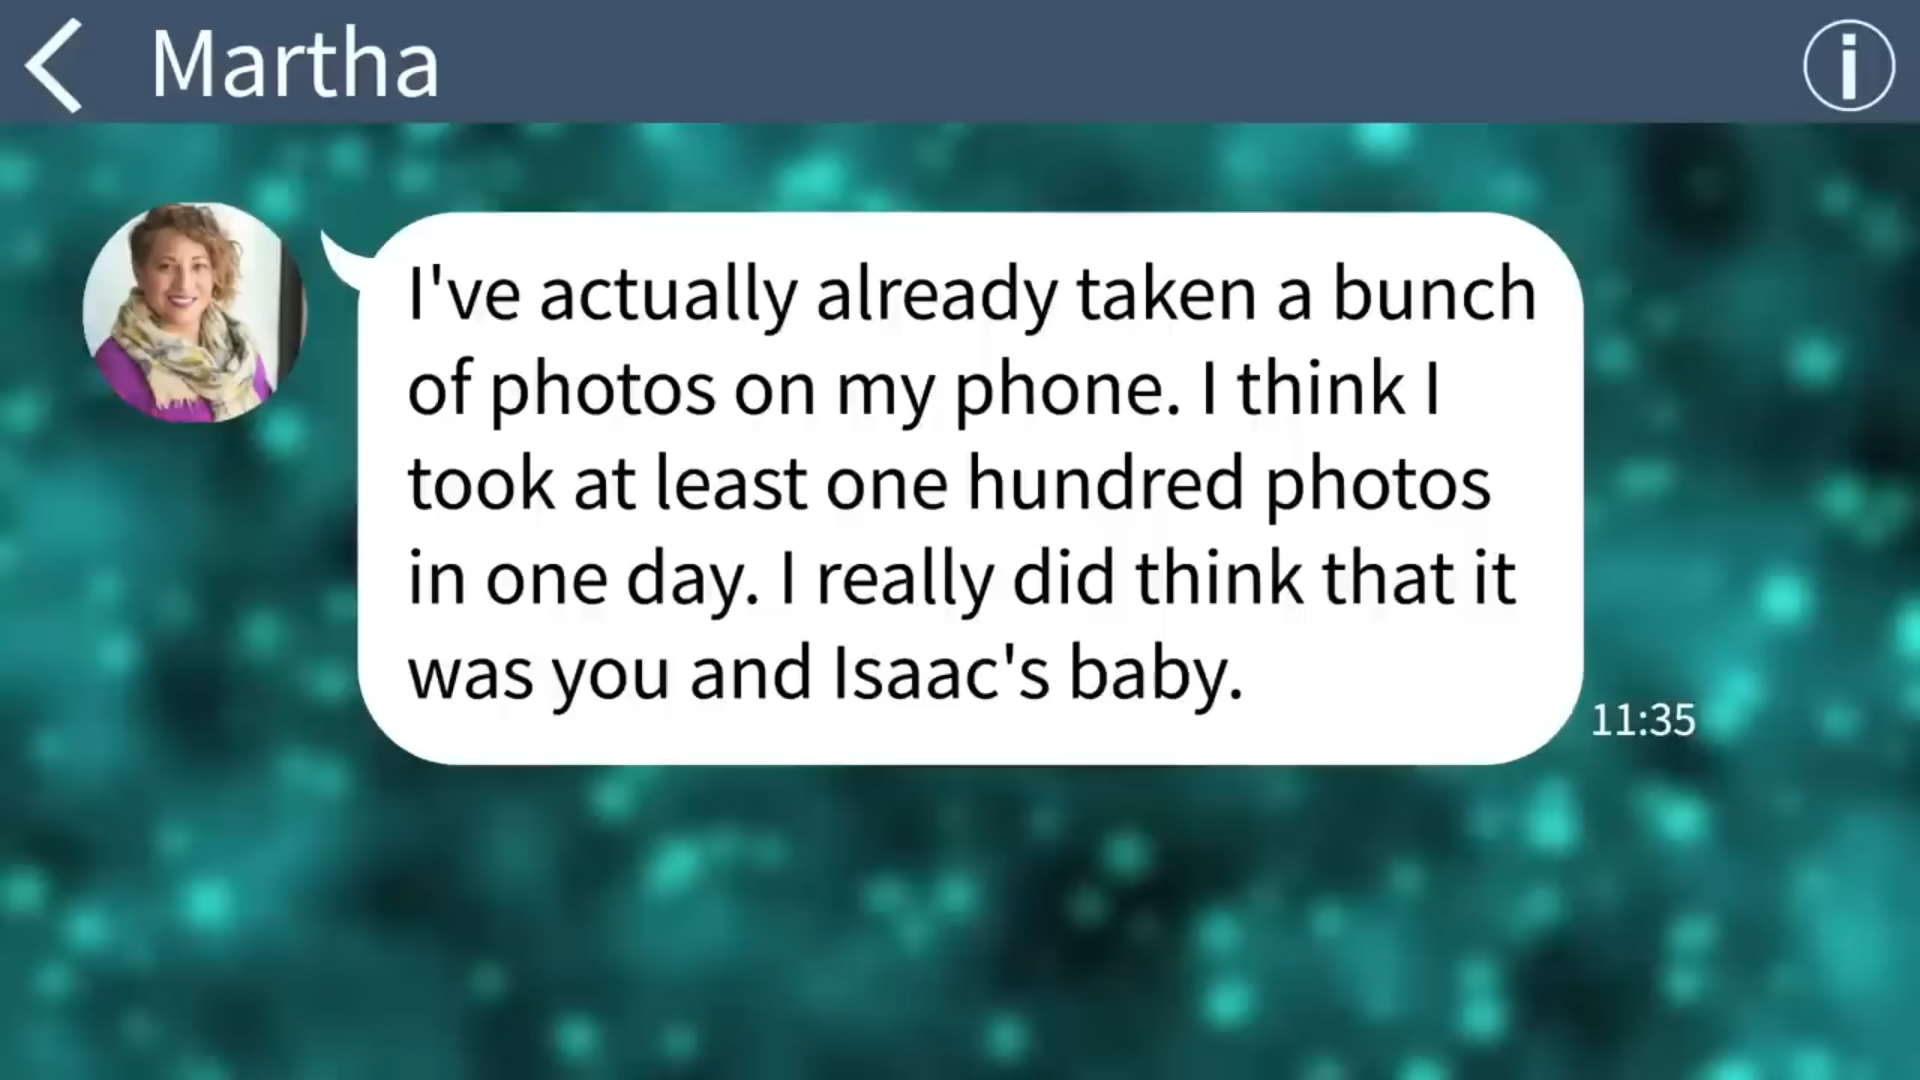 Martha
I've actually already taken a bunch
of photos on my phone. I think I
took at least one hundred photos
in one day. I really did think that it
was you and Isaac's baby.
11:35